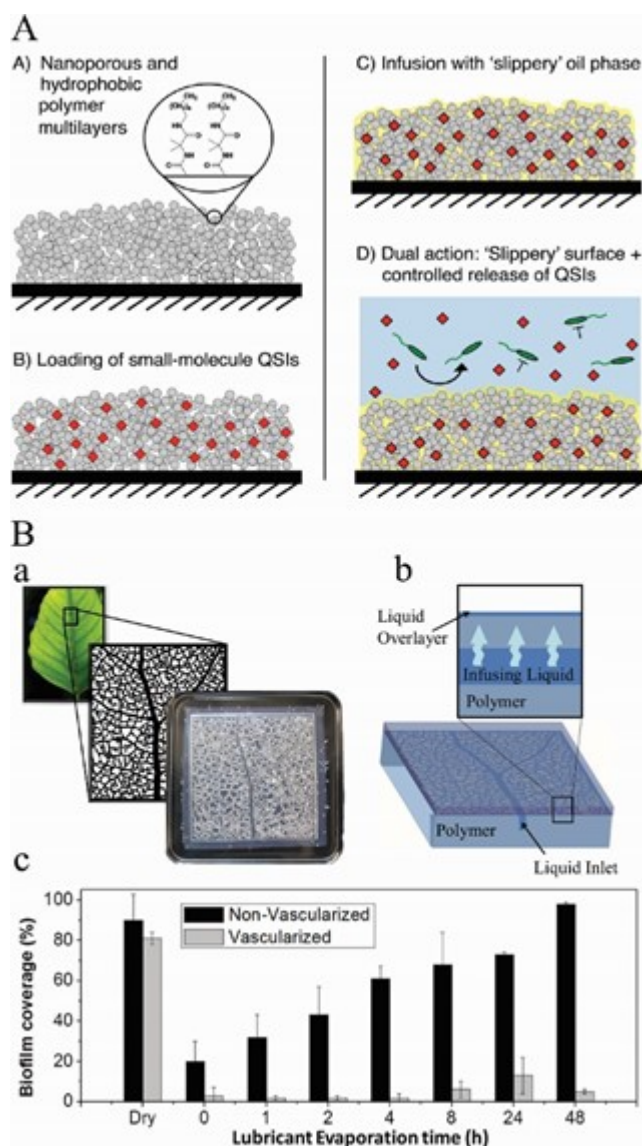 A
A) Nanoporous and
hydrophobic
polymer
multilayers
B) Loading of small-molecule QSIs
C) Infusion with 'slippery' oil phase
D) Dual action: 'Slippery' surface +
controlled release of QSIs
B
a
b
Liquid
Overlayer
Infusing Liquid
Polymer
Polymer
Liquid Inlet
c
Biofilm coverage (%)
100
80
60
40
20
0
Non-Vascularized
Vascularized
Dry 0 1 2 4 8 24 48
Lubricant Evaporation time (h)